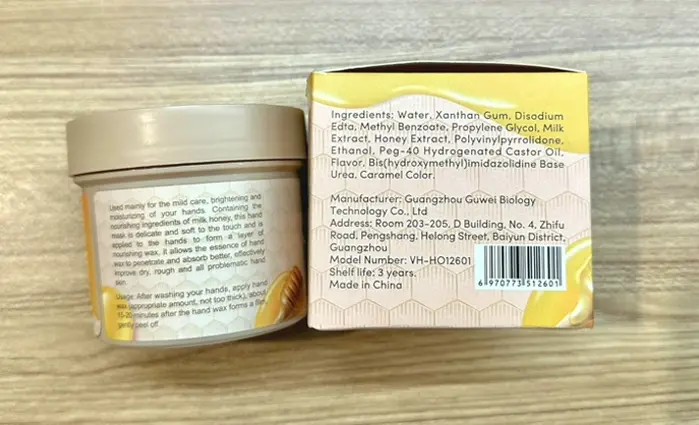 Used mainly for the mild care, brightening and
moisturizing of your hands. Containing the
nourishing ingredients of milk honey, this hand
mask is delicate and soft to the touch and is
applied to the hands to form a layer of
nourishing wax. It allows the essence of hand
wax to penetrate and absorb better, effectively
improve dry, rough and all problematic hand
skin.
Usage: After washing your hands, apply hand
wax (appropriate amount, not too thick), about
15-20 minutes after the hand wax forms a film
gently peel off
Ingredients: Water, Xanthan Gum, Disodium
Edta, Methyl Benzoate, Propylene Glycol, Milk
Extract, Honey Extract, Polyvinylpyrrolidone,
Ethanol, Peg-40 Hydrogenated Castor Oil,
Flavor, Bis(hydroxymethyl)imidazolidine Base
Urea, Caramel Color.
Manufacturer: Guangzhou Guwei Biology
Technology Co., Ltd
Address: Room 203-205, D Building, No. 4, Zhifu
Road, Pengshang, Helong Street, Baiyun District,
Guangzhou
Model Number: VH-HO12601
Shelf life: 3 years.
Made in China
6 970773 512601